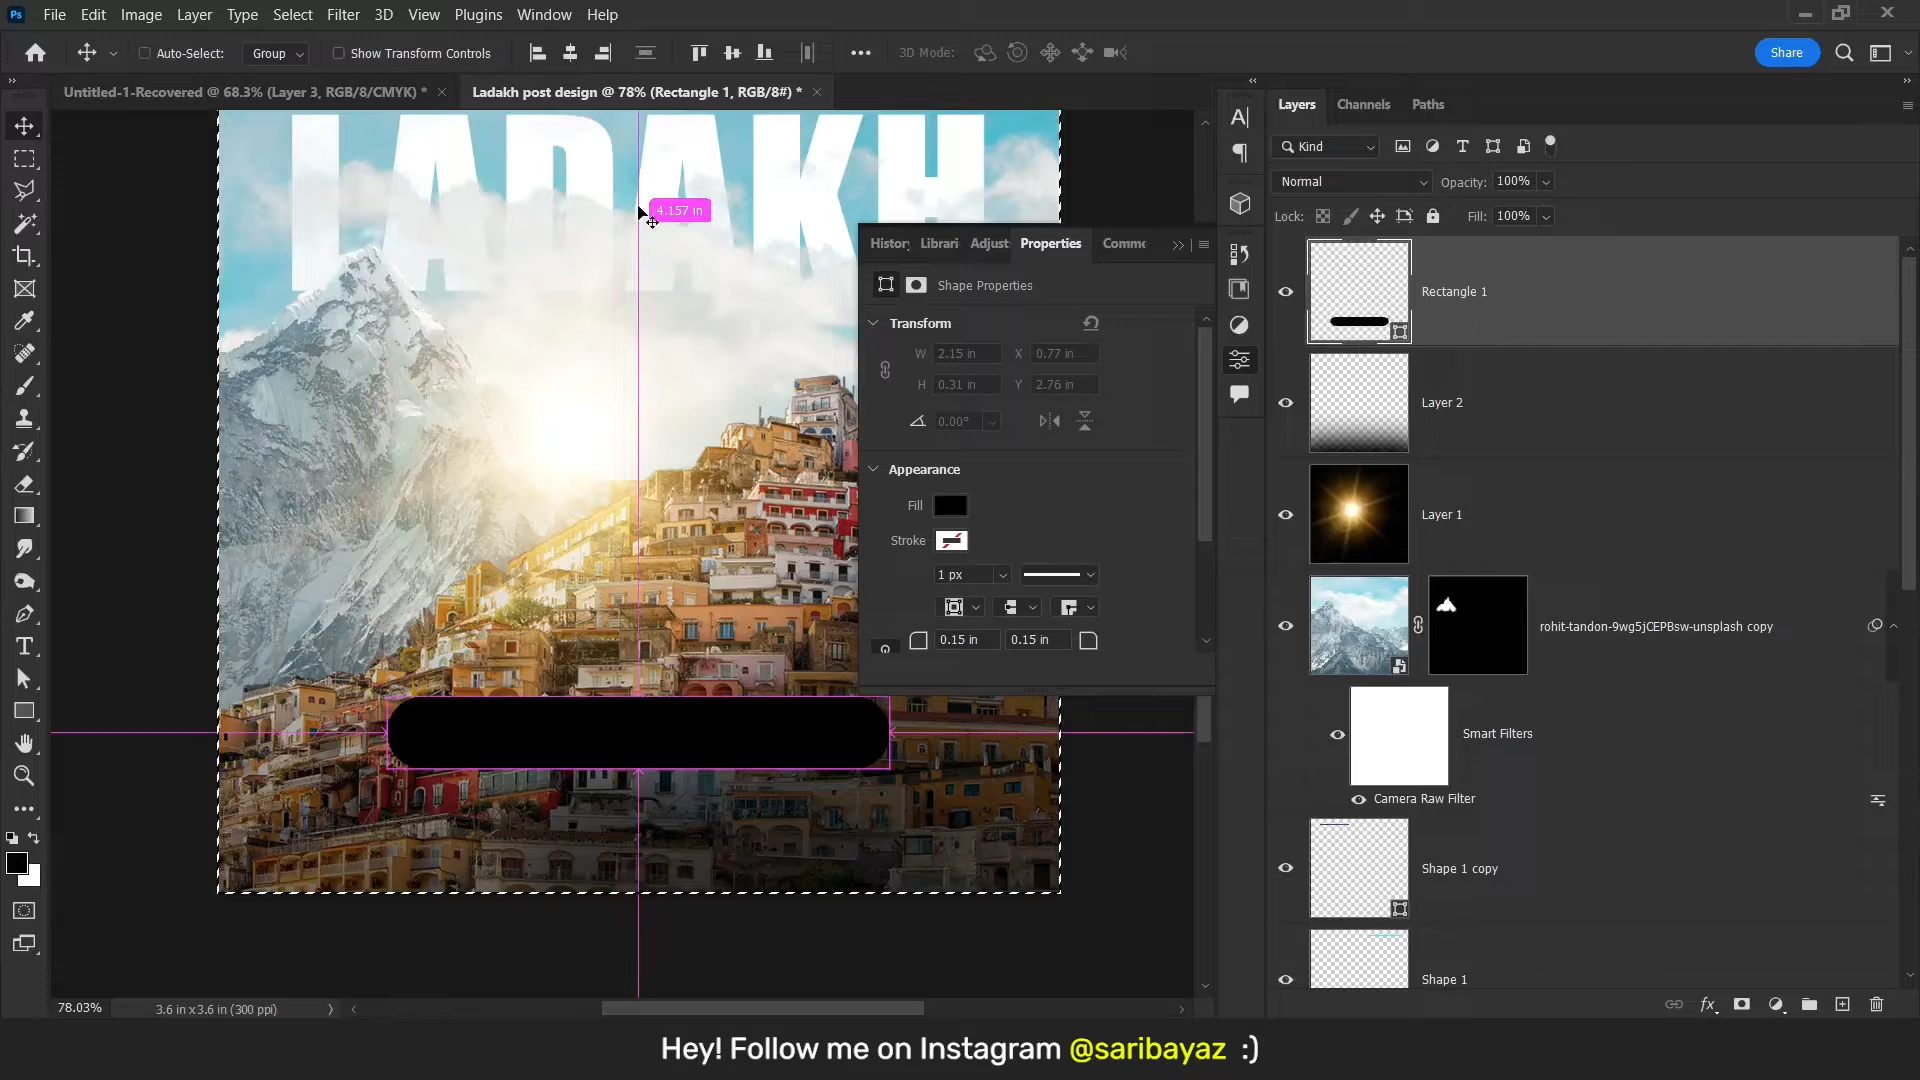 Ps File Edit Image Layer Type Select Filter 3D View Plugins Window Help
Auto-Select: Group Show Transform Controls 3D Mode: Share
Untitled-1-Recovered @ 68.3% (Layer 3, RGB/8/CMYK) * Ladakh post design @ 78% (Rectangle 1, RGB/8#) *
LADAKH
4.157 in
Histor Librari Adjust Properties Comme
Shape Properties
Transform
W 2.15 in X 0.77 in
H 0.31 in Y 2.76 in
0.00°
Appearance
Fill
Stroke
1 px
0.15 in 0.15 in
Layers Channels Paths
Kind
Normal Opacity: 100%
Lock: Fill: 100%
Rectangle 1
Layer 2
Layer 1
rohit-tandon-9wg5jCEPBsw-unsplash copy
Smart Filters
Camera Raw Filter
Shape 1 copy
Shape 1
fx
78.03% 3.6 in x 3.6 in (300 ppi)
Hey! Follow me on Instagram @saribayaz :)